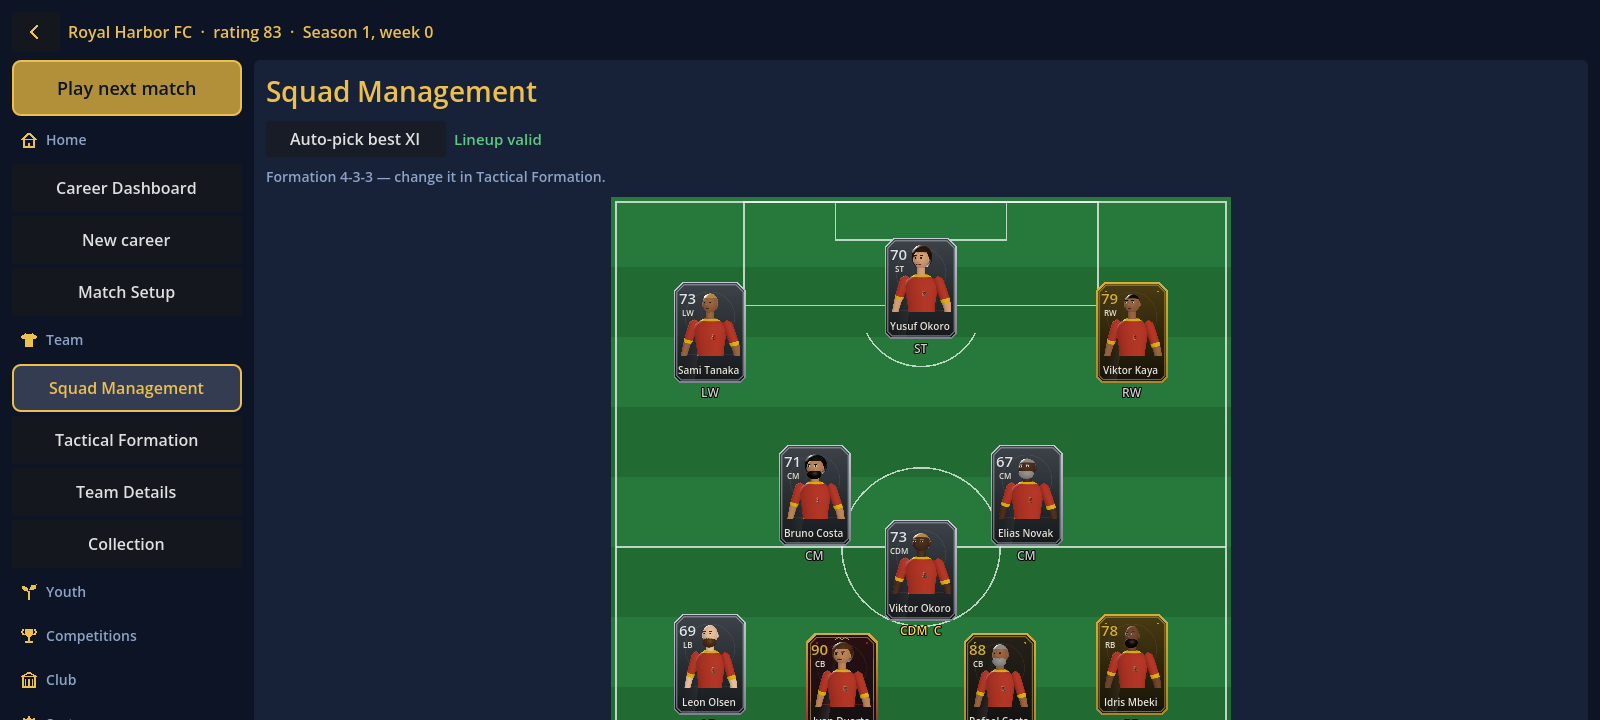 Royal Harbor FC · rating 83 · Season 1, week 0
Play next match
Home
Career Dashboard
New career
Match Setup
Team
Squad Management
Tactical Formation
Team Details
Collection
Youth
Competitions
Club
Squad Management
Auto-pick best XI
Lineup valid
Formation 4-3-3 — change it in Tactical Formation.
70
ST
Yusuf Okoro
ST
73
LW
Sami Tanaka
LW
79
RW
Viktor Kaya
RW
71
CM
Bruno Costa
CM
67
CM
Elias Novak
CM
73
CDM
Viktor Okoro
CDM C
69
LB
Leon Olsen
90
CB
88
CB
78
RB
Idris Mbeki